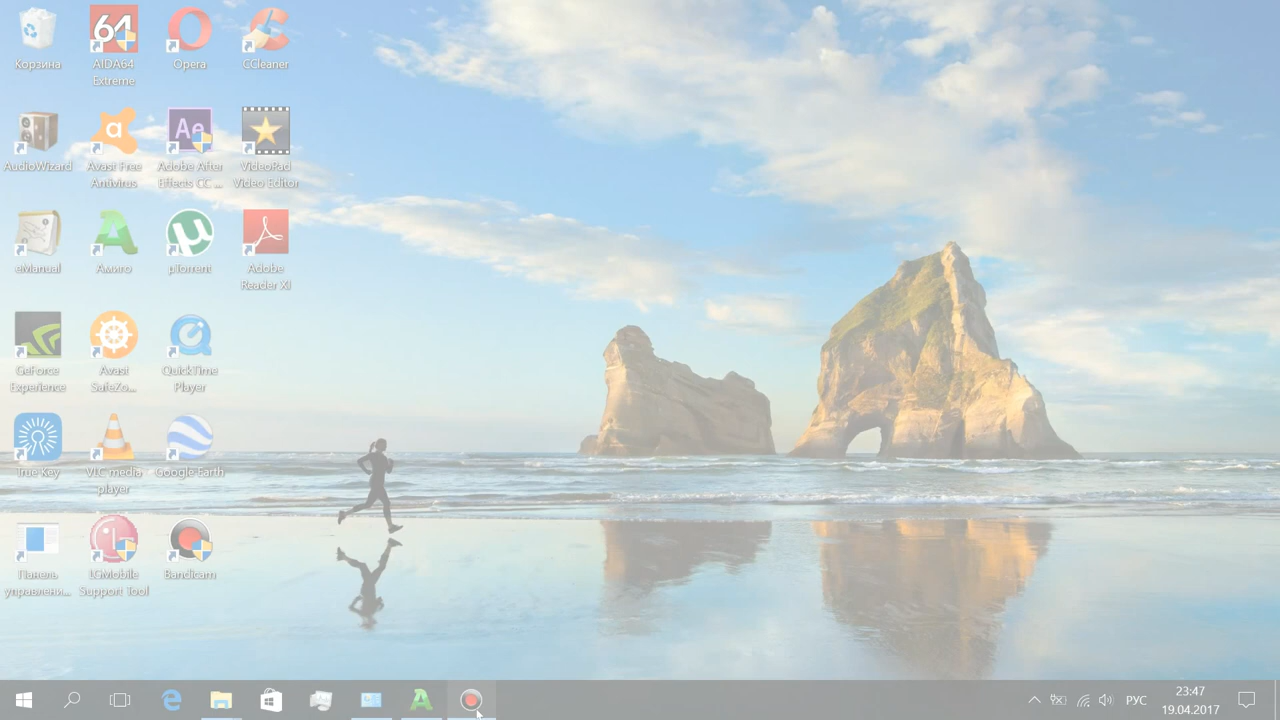 Корзина
64
AIDA64
Extreme
Opera
CCleaner
AudioWizard
a
Avast Free
Antivirus
Ae
Adobe After
Effects CC ...
VideoPad
Video Editor
eManual
Амиго
µ
µTorrent
Adobe
Reader XI
GeForce
Experience
Avast
SafeZo...
QuickTime
Player
True Key
VLC media
player
Google Earth
Панель
управлени...
LGMobile
Support Tool
Bandicam
РУС
23:47
19.04.2017